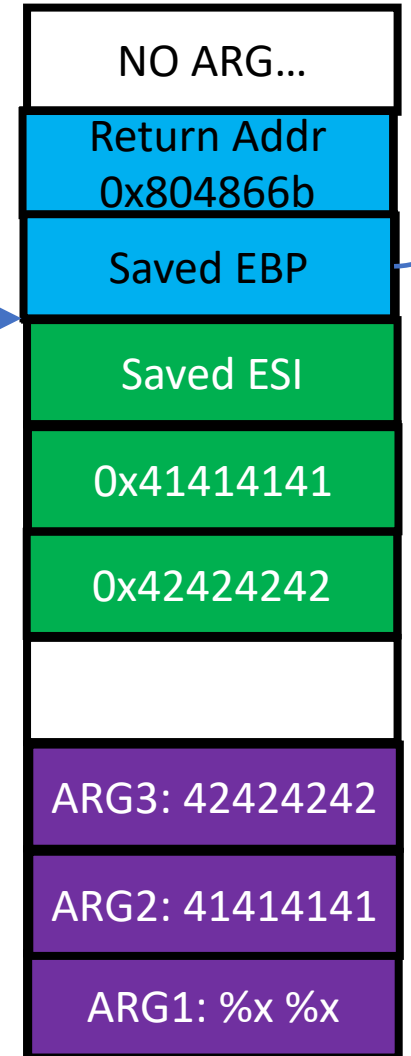 NO ARG…
Return Addr
0x804866b
Saved EBP
Saved ESI
0x41414141
0x42424242
ARG3: 42424242
ARG2: 41414141
ARG1: %x %x